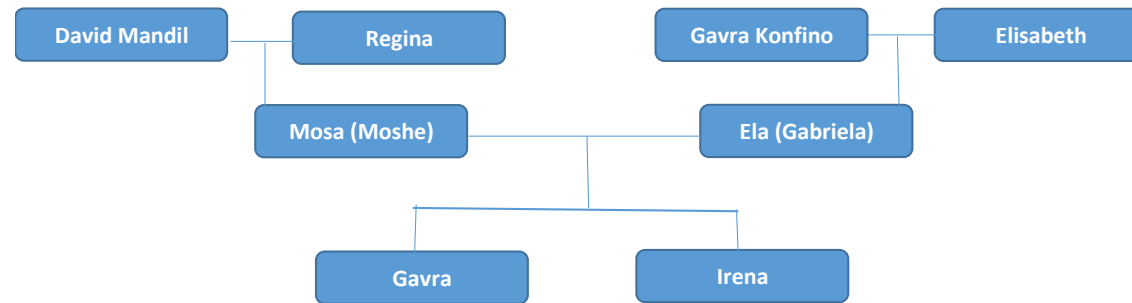 David Mandil
Regina
Gavra Konfino
Elisabeth
Mosa (Moshe)
Ela (Gabriela)
Gavra
Irena